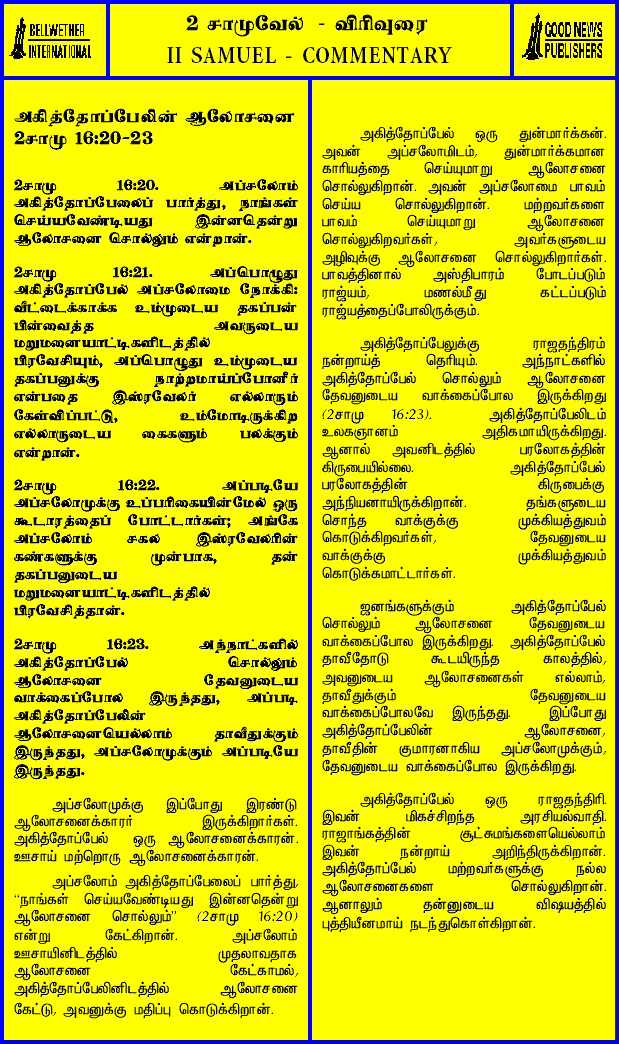 BELLWETHER
INTERNATIONAL
2 சாமுவேல் - விரிவுரை
II SAMUEL - COMMENTARY
GOOD NEWS
PUBLISHERS
அகித்தோப்பேலின் ஆலோசனை
2சாமு 16:20-23
2சாமு 16:20. அப்சலோம்
அகித்தோப்பேலைப் பார்த்து, நாங்கள்
செய்யவேண்டியது இன்னதென்று
ஆலோசனை சொல்லும் என்றான்.
2சாமு 16:21. அப்பொழுது
அகித்தோப்பேல் அப்சலோமை நோக்கி:
வீட்டைக்காக்க உம்முடைய தகப்பன்
பின்வைத்த அவருடைய
மறுமனையாட்டிகளிடத்தில்
பிரவேசியும், அப்பொழுது உம்முடைய
தகப்பனுக்கு நாற்றமாய்ப்போனீர்
என்பதை இஸ்ரவேலர் எல்லாரும்
கேள்விப்பட்டு, உம்மோடிருக்கிற
எல்லாருடைய கைகளும் பலக்கும்
என்றான்.
2சாமு 16:22. அப்படியே
அப்சலோமுக்கு உப்பரிகையின்மேல் ஒரு
கூடாரத்தைப் போட்டார்கள்; அங்கே
அப்சலோம் சகல இஸ்ரவேலரின்
கண்களுக்கு முன்பாக, தன்
தகப்பனுடைய
மறுமனையாட்டிகளிடத்தில்
பிரவேசித்தான்.
2சாமு 16:23. அந்நாட்களில்
அகித்தோப்பேல் சொல்லும்
ஆலோசனை தேவனுடைய
வாக்கைப்போல இருந்தது, அப்படி
அகித்தோப்பேலின்
ஆலோசனையெல்லாம் தாவீதுக்கும்
இருந்தது, அப்சலோமுக்கும் அப்படியே
இருந்தது.
அப்சலோமுக்கு இப்போது இரண்டு
ஆலோசனைக்காரர் இருக்கிறார்கள்.
அகித்தோப்பேல் ஒரு ஆலோசனைக்காரன்.
ஊசாய் மற்றொரு ஆலோசனைக்காரன்.
அப்சலோம் அகித்தோப்பேலைப் பார்த்து,
“நாங்கள் செய்யவேண்டியது இன்னதென்று
ஆலோசனை சொல்லும்” (2சாமு 16:20)
என்று கேட்கிறான். அப்சலோம்
ஊசாயினிடத்தில் முதலாவதாக
ஆலோசனை கேட்காமல்,
அகித்தோப்பேலினிடத்தில் ஆலோசனை
கேட்டு, அவனுக்கு மதிப்பு கொடுக்கிறான்.
அகித்தோப்பேல் ஒரு துன்மார்க்கன்.
அவன் அப்சலோமிடம், துன்மார்க்கமான
காரியத்தை செய்யுமாறு ஆலோசனை
சொல்லுகிறான். அவன் அப்சலோமை பாவம்
செய்ய சொல்லுகிறான். மற்றவர்களை
பாவம் செய்யுமாறு ஆலோசனை
சொல்லுகிறவர்கள், அவர்களுடைய
அழிவுக்கு ஆலோசனை சொல்லுகிறார்கள்.
பாவத்தினால் அஸ்திபாரம் போடப்படும்
ராஜ்யம், மணல்மீது கட்டப்படும்
ராஜ்யத்தைப்போலிருக்கும்.
அகித்தோப்பேலுக்கு ராஜதந்திரம்
நன்றாய்த் தெரியும். அந்நாட்களில்
அகித்தோப்பேல் சொல்லும் ஆலோசனை
தேவனுடைய வாக்கைப்போல இருக்கிறது
(2சாமு 16:23). அகித்தோப்பேலிடம்
உலகஞானம் அதிகமாயிருக்கிறது.
ஆனால் அவனிடத்தில் பரலோகத்தின்
கிருபையில்லை. அகித்தோப்பேல்
பரலோகத்தின் கிருபைக்கு
அந்நியனாயிருக்கிறான். தங்களுடைய
சொந்த வாக்குக்கு முக்கியத்துவம்
கொடுக்கிறவர்கள், தேவனுடைய
வாக்குக்கு முக்கியத்துவம்
கொடுக்கமாட்டார்கள்.
ஜனங்களுக்கும் அகித்தோப்பேல்
சொல்லும் ஆலோசனை தேவனுடைய
வாக்கைப்போல இருக்கிறது. அகித்தோப்பேல்
தாவீதோடு கூடயிருந்த காலத்தில்,
அவனுடைய ஆலோசனைகள் எல்லாம்,
தாவீதுக்கும் தேவனுடைய
வாக்கைப்போலவே இருந்தது. இப்போது
அகித்தோப்பேலின் ஆலோசனை,
தாவீதின் குமாரனாகிய அப்சலோமுக்கும்,
தேவனுடைய வாக்கைப்போல இருக்கிறது.
அகித்தோப்பேல் ஒரு ராஜதந்திரி.
இவன் மிகச்சிறந்த அரசியல்வாதி.
ராஜாங்கத்தின் சூட்சுமங்களையெல்லாம்
இவன் நன்றாய் அறிந்திருக்கிறான்.
அகித்தோப்பேல் மற்றவர்களுக்கு நல்ல
ஆலோசனைகளை சொல்லுகிறான்.
ஆனாலும் தன்னுடைய விஷயத்தில்
புத்தியீனமாய் நடந்துகொள்கிறான்.